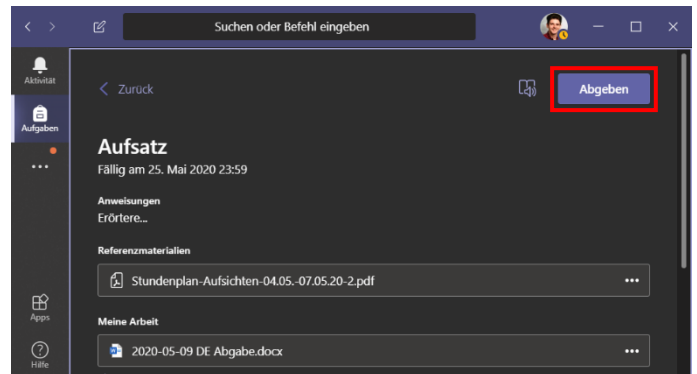 Suchen oder Befehl eingeben
Aktivität
Aufgaben
Apps
Hilfe
Zurück
Abgeben
Aufsatz
Fällig am 25. Mai 2020 23:59
Anweisungen
Erörtere...
Referenzmaterialien
Stundenplan-Aufsichten-04.05.-07.05.20-2.pdf
Meine Arbeit
2020-05-09 DE Abgabe.docx